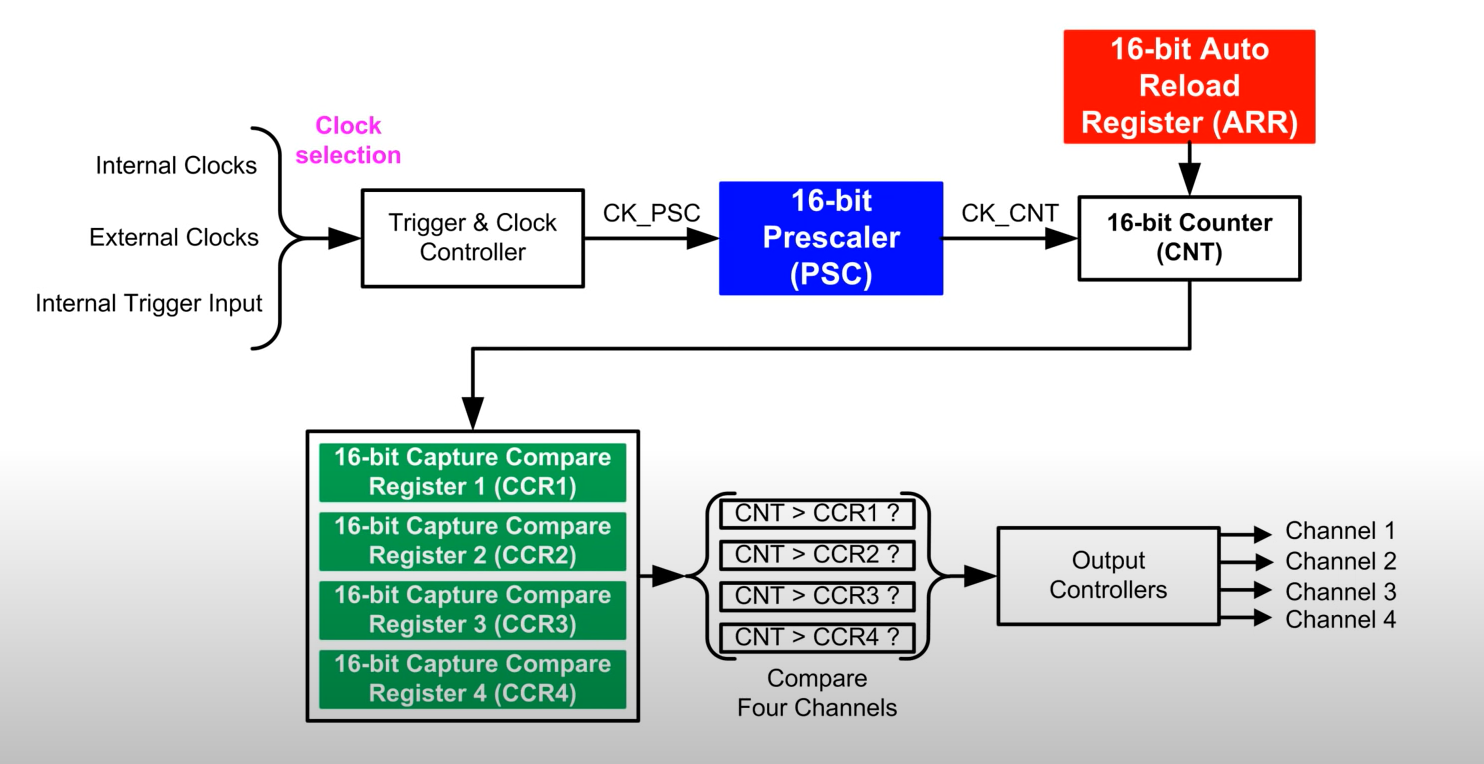 16-bit Auto
Reload
Register (ARR)
Clock
selection
Internal Clocks
External Clocks
Internal Trigger Input
Trigger & Clock
Controller
CK_PSC
16-bit
Prescaler
(PSC)
CK_CNT
16-bit Counter
(CNT)
16-bit Capture Compare
Register 1 (CCR1)
16-bit Capture Compare
Register 2 (CCR2)
16-bit Capture Compare
Register 3 (CCR3)
16-bit Capture Compare
Register 4 (CCR4)
CNT > CCR1 ?
CNT > CCR2 ?
CNT > CCR3 ?
CNT > CCR4 ?
Compare
Four Channels
Output
Controllers
Channel 1
Channel 2
Channel 3
Channel 4